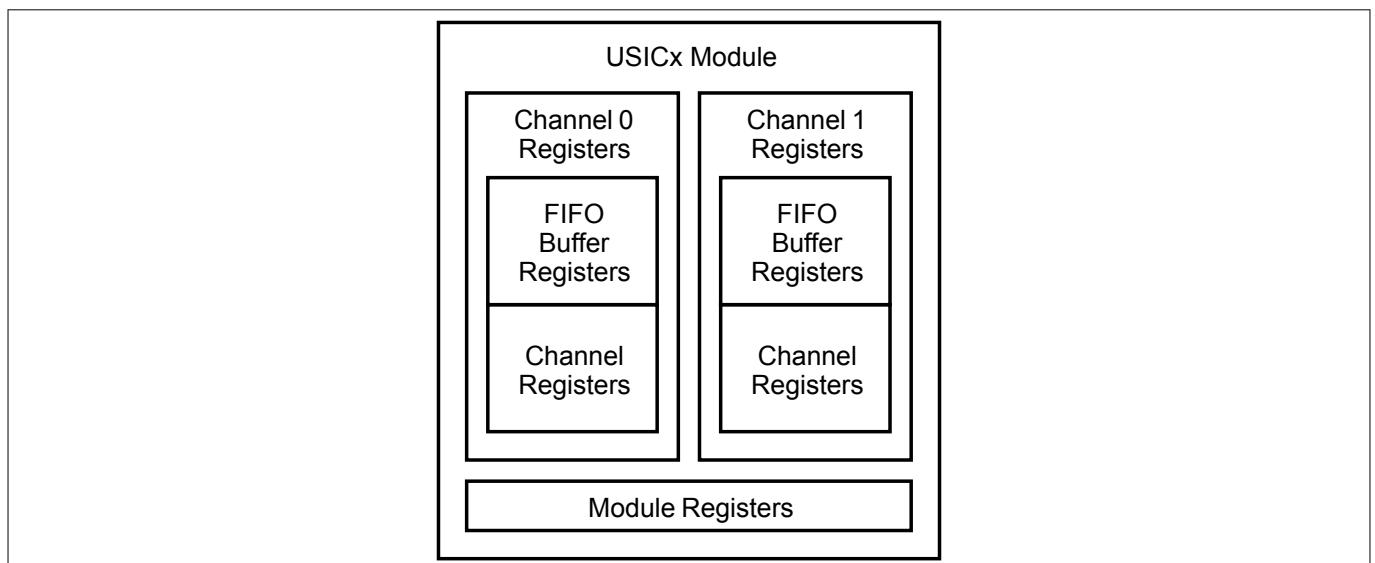 USICx Module
Channel 0
Registers
FIFO
Buffer
Registers
Channel
Registers
Channel 1
Registers
FIFO
Buffer
Registers
Channel
Registers
Module Registers